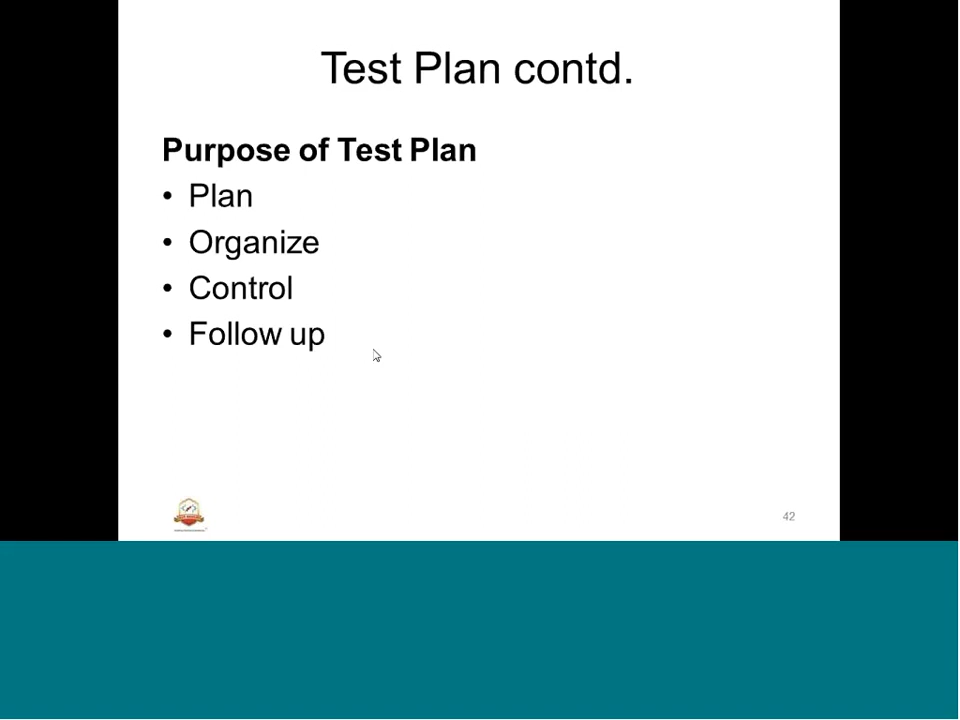 Test Plan contd.
Purpose of Test Plan
• Plan
• Organize
• Control
• Follow up
42